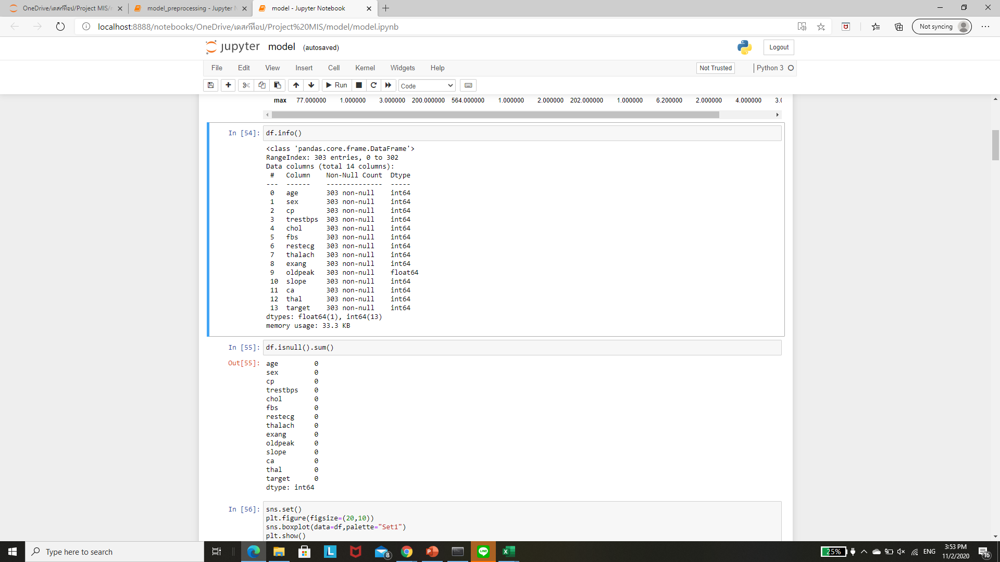 OneDrive/เดสก์ท็อป/Project MIS/
model_preprocessing - Jupyter
model - Jupyter Notebook
localhost:8888/notebooks/OneDrive/เดสก์ท็อป/Project%20MIS/model/model.ipynb
Not syncing
jupyter model (autosaved)
Logout
File Edit View Insert Cell Kernel Widgets Help
Not Trusted
Python 3
Run
Code
max 77.000000 1.000000 3.000000 200.000000 564.000000 1.000000 2.000000 202.000000 1.000000 6.200000 2.000000 4.000000 3.0
In [54]: df.info()
<class 'pandas.core.frame.DataFrame'>
RangeIndex: 303 entries, 0 to 302
Data columns (total 14 columns):
# Column Non-Null Count Dtype
--- ------ -------------- -----
0 age 303 non-null int64
1 sex 303 non-null int64
2 cp 303 non-null int64
3 trestbps 303 non-null int64
4 chol 303 non-null int64
5 fbs 303 non-null int64
6 restecg 303 non-null int64
7 thalach 303 non-null int64
8 exang 303 non-null int64
9 oldpeak 303 non-null float64
10 slope 303 non-null int64
11 ca 303 non-null int64
12 thal 303 non-null int64
13 target 303 non-null int64
dtypes: float64(1), int64(13)
memory usage: 33.3 KB
In [55]: df.isnull().sum()
Out[55]: age 0
sex 0
cp 0
trestbps 0
chol 0
fbs 0
restecg 0
thalach 0
exang 0
oldpeak 0
slope 0
ca 0
thal 0
target 0
dtype: int64
In [56]: sns.set()
plt.figure(figsize=(20,10))
sns.boxplot(data=df,palette="Set1")
plt.show()
Type here to search
L
8
P
LINE
X
25%
ENG
3:53 PM
11/2/2020
16